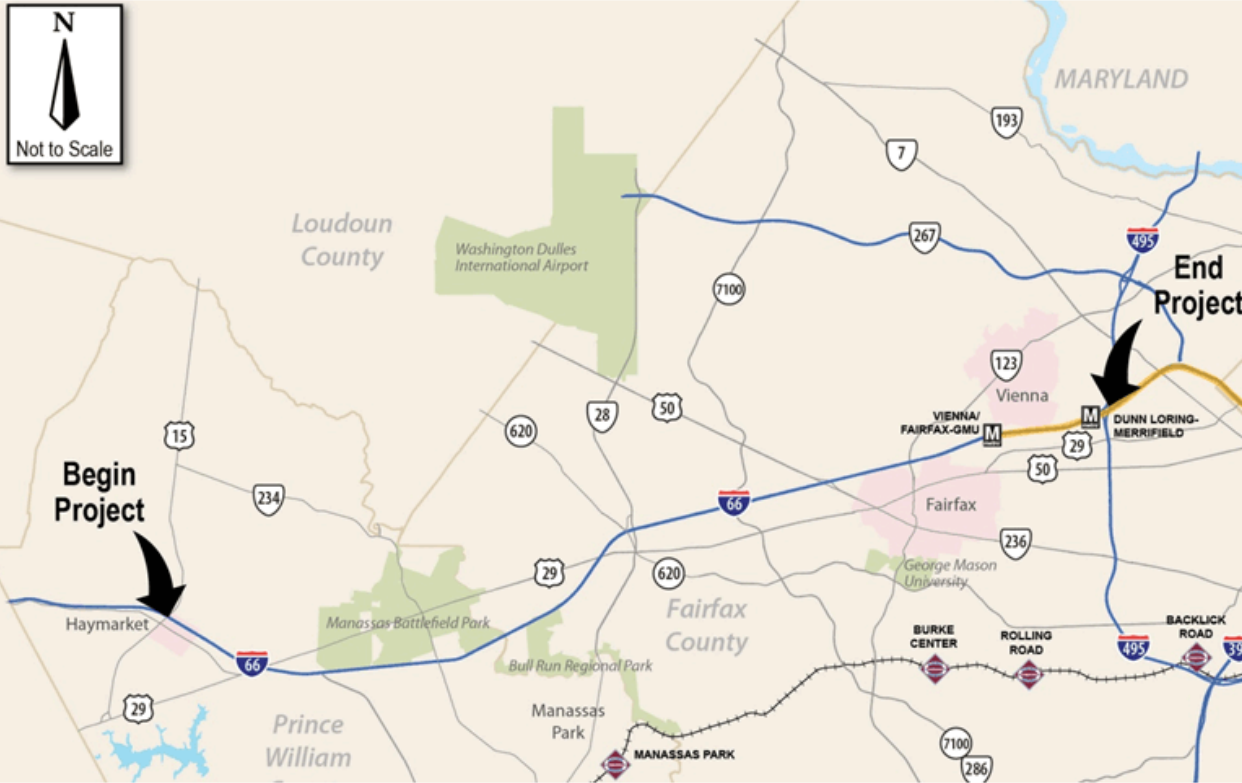 N
Not to Scale
MARYLAND
193
7
Loudoun
County
267
495
Washington Dulles
International Airport
End
Project
7100
123
Vienna
50
28
620
15
VIENNA/
FAIRFAX-GMU
M
M
DUNN LORING-
MERRIFIELD
29
50
Begin
Project
234
66
Fairfax
236
29
620
George Mason
University
Haymarket
Manassas Battlefield Park
Fairfax
County
BURKE
CENTER
ROLLING
ROAD
BACKLICK
ROAD
66
Bull Run Regional Park
495
39
29
Manassas
Park
Prince
William
MANASSAS PARK
7100
286